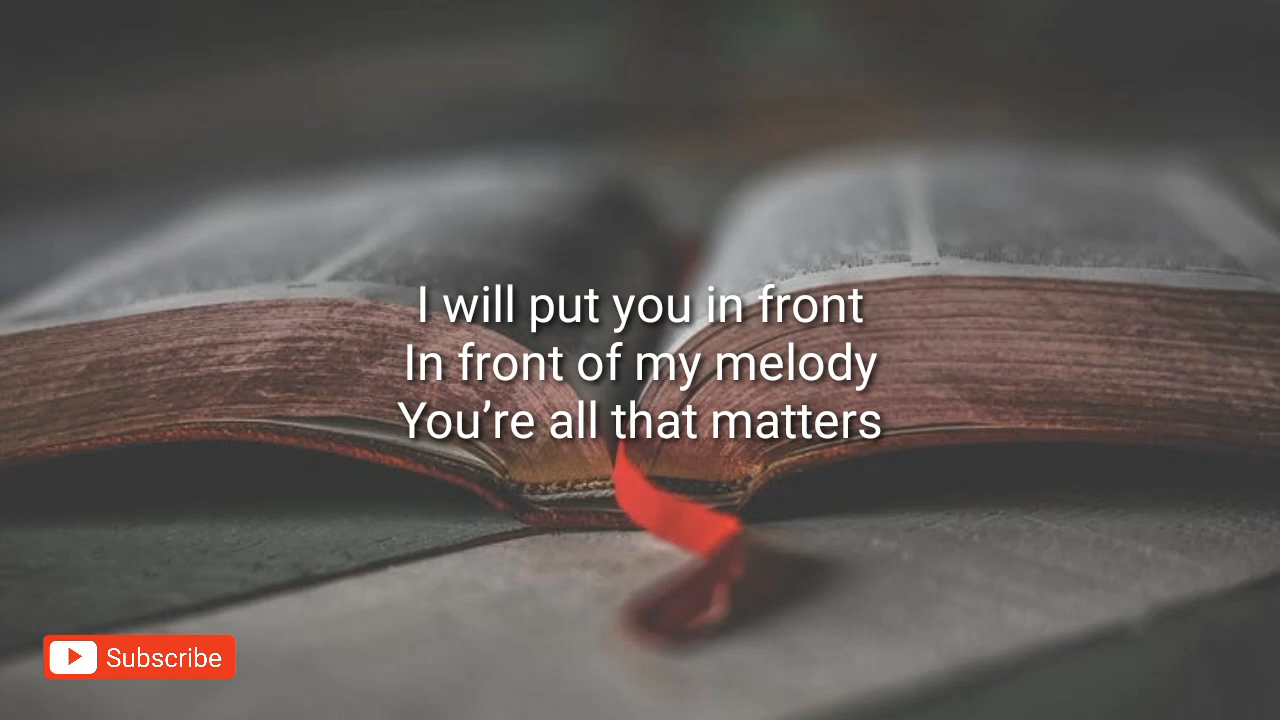 I will put you in front
In front of my melody
You’re all that matters
Subscribe